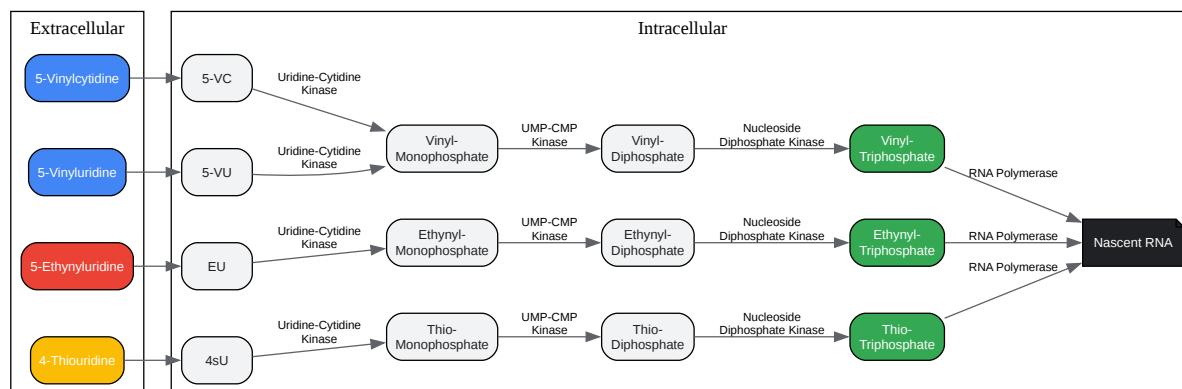 Extracellular
Intracellular
5-Vinylcytidine
5-VC
Uridine-Cytidine
Kinase
5-Vinyluridine
5-VU
Uridine-Cytidine
Kinase
Vinyl-
Monophosphate
UMP-CMP
Kinase
Vinyl-
Diphosphate
Nucleoside
Diphosphate Kinase
Vinyl-
Triphosphate
RNA Polymerase
5-Ethynyluridine
EU
Uridine-Cytidine
Kinase
Ethynyl-
Monophosphate
UMP-CMP
Kinase
Ethynyl-
Diphosphate
Nucleoside
Diphosphate Kinase
Ethynyl-
Triphosphate
RNA Polymerase
Nascent RNA
4-Thiouridine
4sU
Uridine-Cytidine
Kinase
Thio-
Monophosphate
UMP-CMP
Kinase
Thio-
Diphosphate
Nucleoside
Diphosphate Kinase
Thio-
Triphosphate
RNA Polymerase